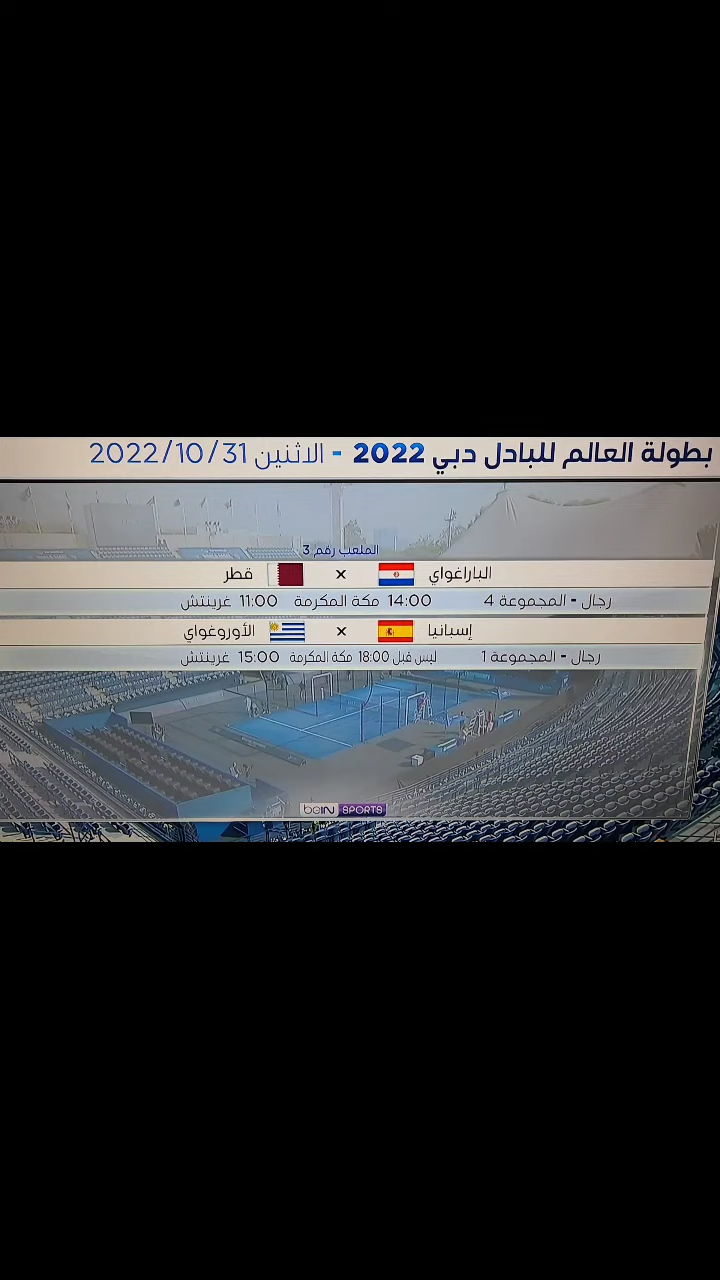 بطولة العالم للبادل دبي 2022 - الاثنين 2022/10/31
الملعب رقم 3
الباراغواي × قطر
رجال - المجموعة 4 14:00 مكة المكرمة 11:00 غرينتش
إسبانيا × الأوروغواي
رجال - المجموعة 1 ليس قبل 18:00 مكة المكرمة 15:00 غرينتش
beIN SPORTS